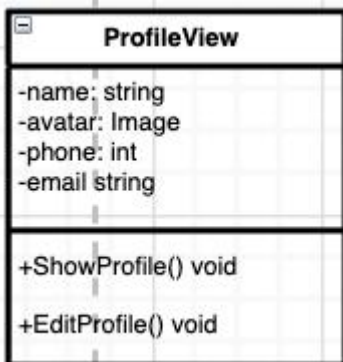 ProfileView
-name: string
-avatar: Image
-phone: int
-email string
+ShowProfile() void
+EditProfile() void